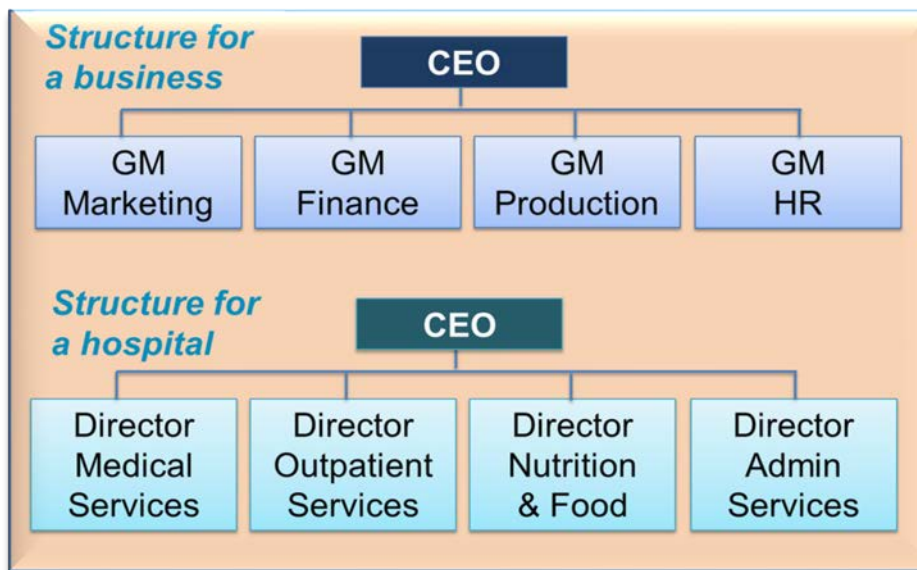 Structure for
a business
CEO
GM
Marketing
GM
Finance
GM
Production
GM
HR
Structure for
a hospital
CEO
Director
Medical
Services
Director
Outpatient
Services
Director
Nutrition
& Food
Director
Admin
Services